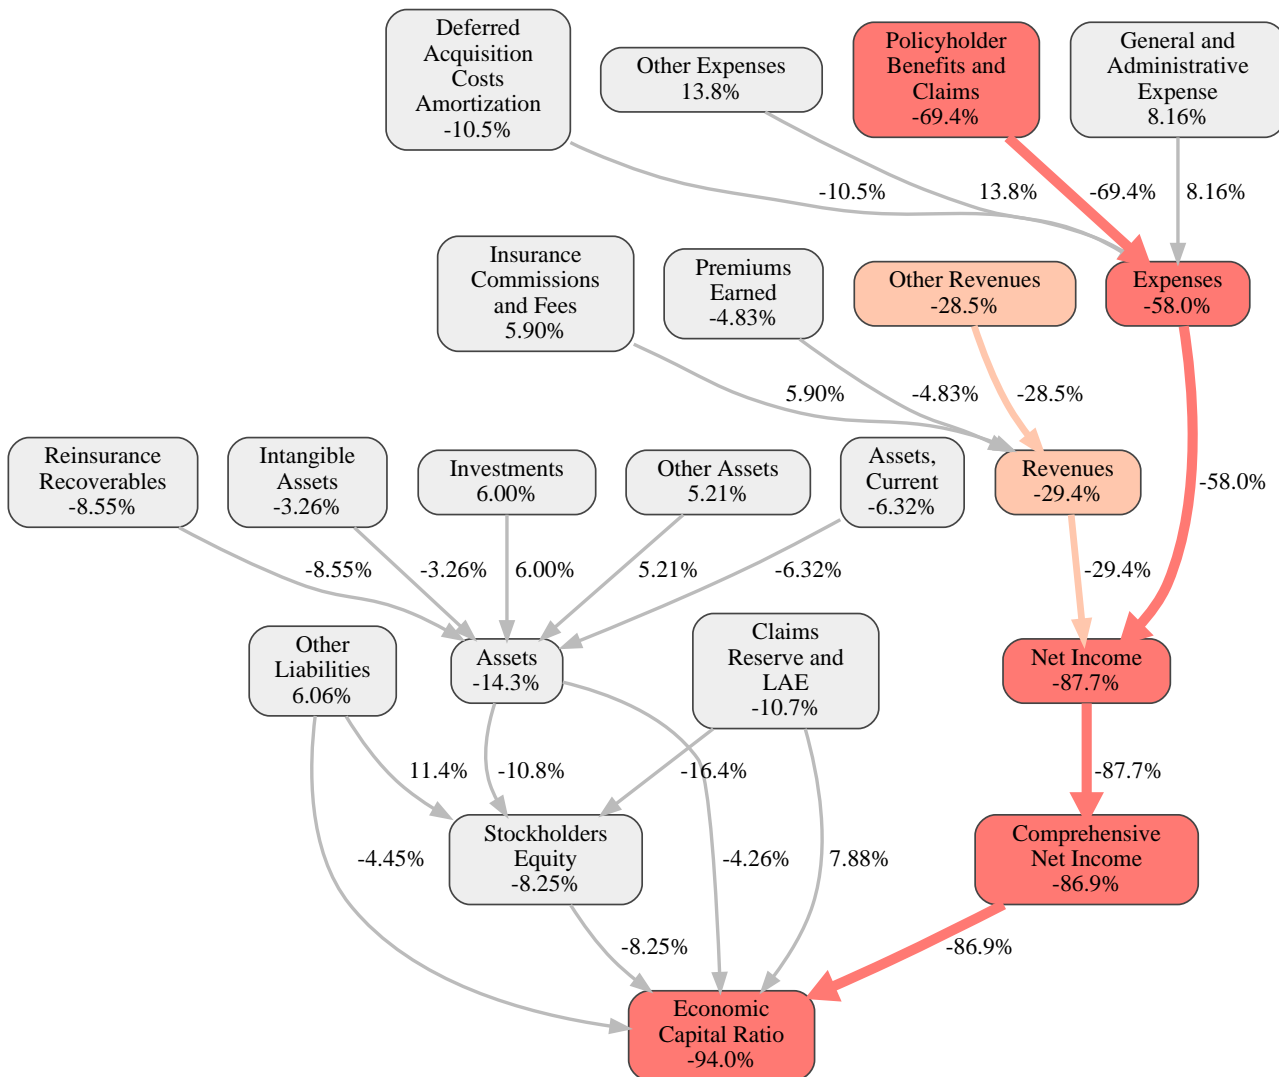 Deferred
Acquisition
Costs
Amortization
-10.5%
Other Expenses
13.8%
Policyholder
Benefits and
Claims
-69.4%
General and
Administrative
Expense
8.16%
-10.5%
13.8%
-69.4%
8.16%
Insurance
Commissions
and Fees
5.90%
Premiums
Earned
-4.83%
Other Revenues
-28.5%
Expenses
-58.0%
5.90%
-4.83%
-28.5%
Reinsurance
Recoverables
-8.55%
Intangible
Assets
-3.26%
Investments
6.00%
Other Assets
5.21%
Assets,
Current
-6.32%
Revenues
-29.4%
-58.0%
-8.55%
-3.26%
6.00%
5.21%
-6.32%
-29.4%
Other
Liabilities
6.06%
Assets
-14.3%
Claims
Reserve and
LAE
-10.7%
Net Income
-87.7%
11.4%
-10.8%
-16.4%
-87.7%
Stockholders
Equity
-8.25%
Comprehensive
Net Income
-86.9%
-4.45%
-4.26%
7.88%
-8.25%
-86.9%
Economic
Capital Ratio
-94.0%